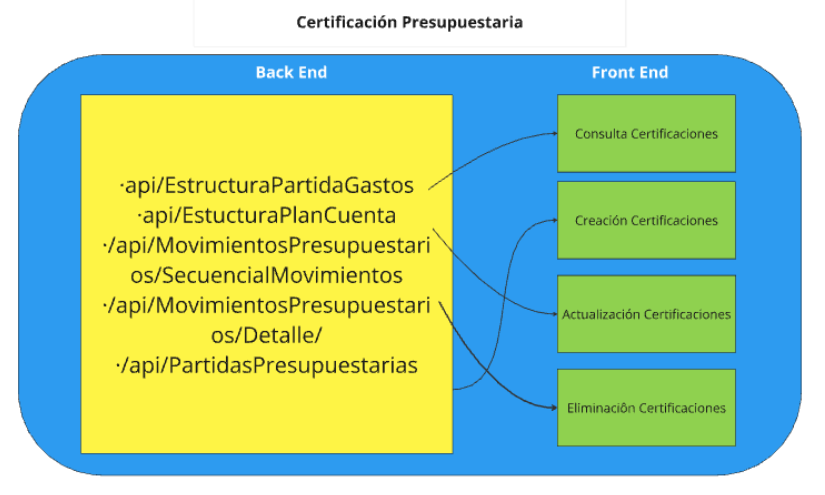 Certificación Presupuestaria
Back End
Front End
·api/EstructuraPartidaGastos
·api/EstucturaPlanCuenta
·/api/MovimientosPresupuestari
os/SecuencialMovimientos
·/api/MovimientosPresupuestari
os/Detalle/
·/api/PartidasPresupuestarias
Consulta Certificaciones
Creación Certificaciones
Actualización Certificaciones
Eliminación Certificaciones